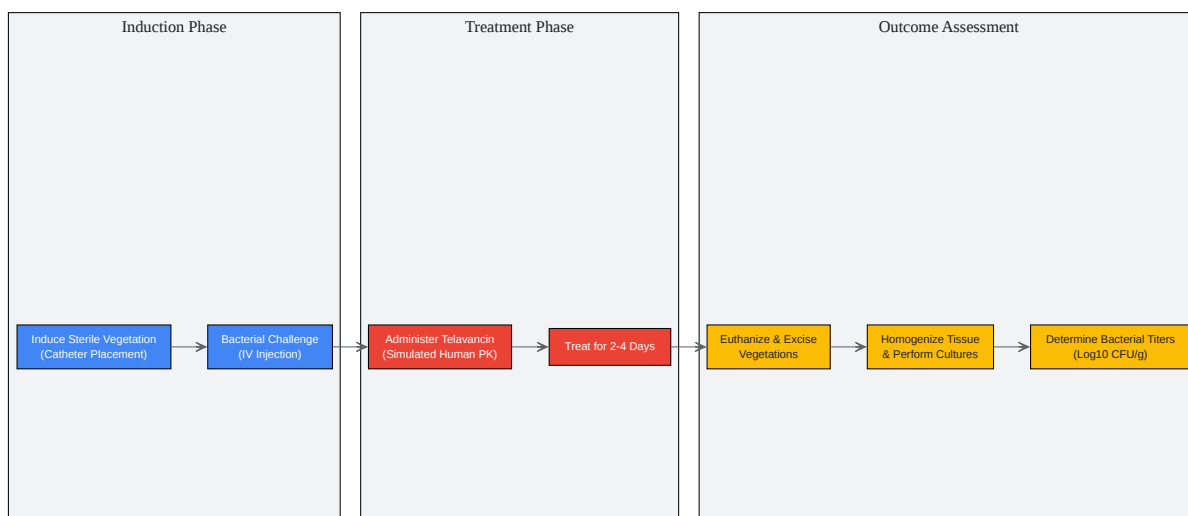 Induction Phase
Induce Sterile Vegetation
(Catheter Placement)
Bacterial Challenge
(IV Injection)
Treatment Phase
Administer Telavancin
(Simulated Human PK)
Treat for 2-4 Days
Outcome Assessment
Euthanize & Excise
Vegetations
Homogenize Tissue
& Perform Cultures
Determine Bacterial Titers
(Log10 CFU/g)